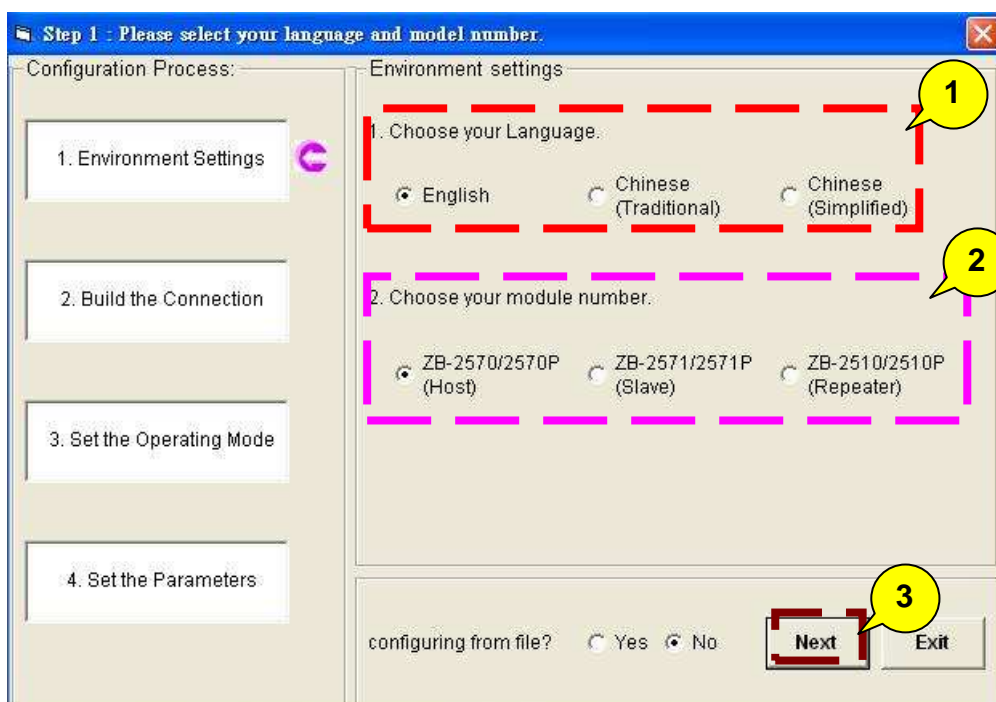 Step 1 : Please select your language and model number.
Configuration Process:
1. Environment Settings
2. Build the Connection
3. Set the Operating Mode
4. Set the Parameters
Environment settings
1
1. Choose your Language.
English
Chinese
(Traditional)
Chinese
(Simplified)
2
2. Choose your module number.
ZB-2570/2570P
(Host)
ZB-2571/2571P
(Slave)
ZB-2510/2510P
(Repeater)
3
configuring from file? Yes No
Next
Exit